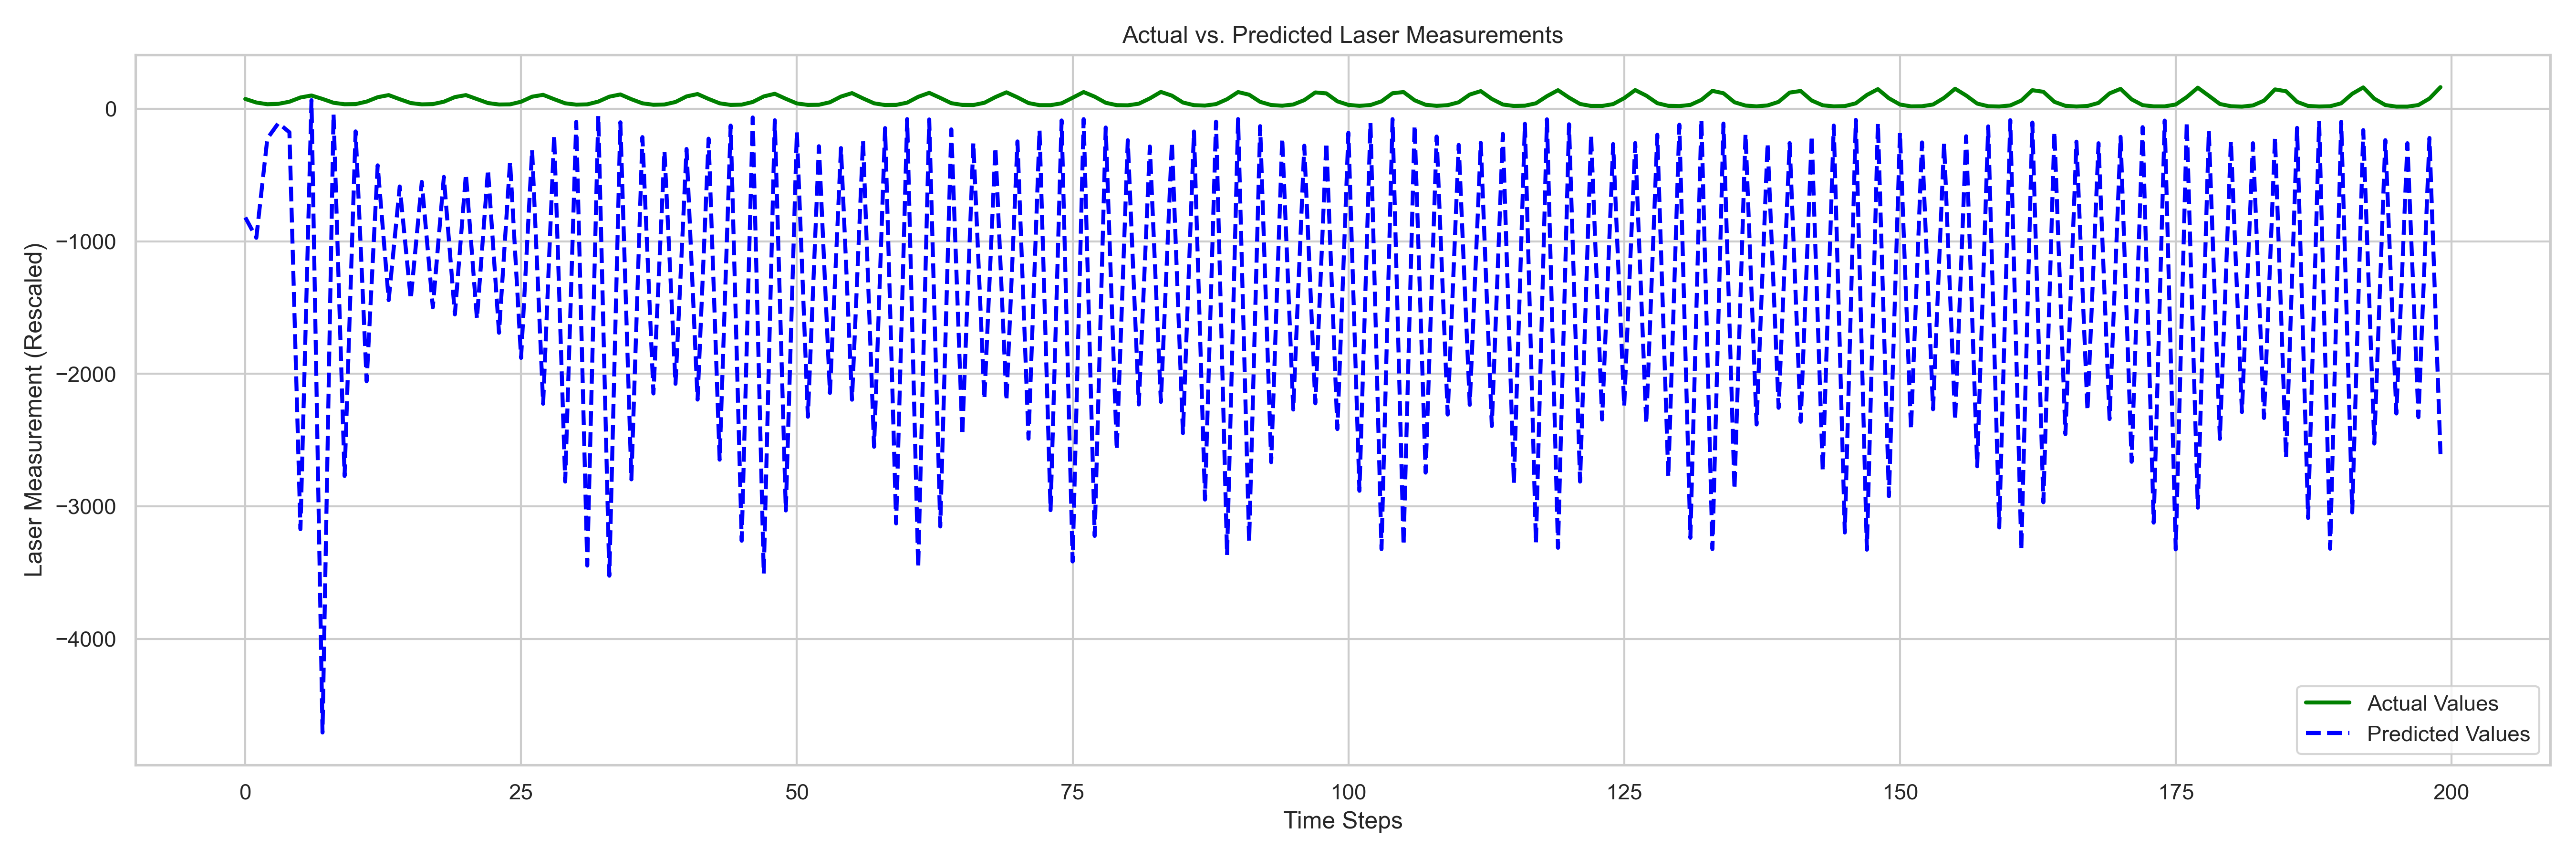 Actual vs. Predicted Laser Measurements
Laser Measurement (Rescaled)
0
−1000
−2000
−3000
−4000
0 25 50 75 100 125 150 175 200
Time Steps
Actual Values
Predicted Values